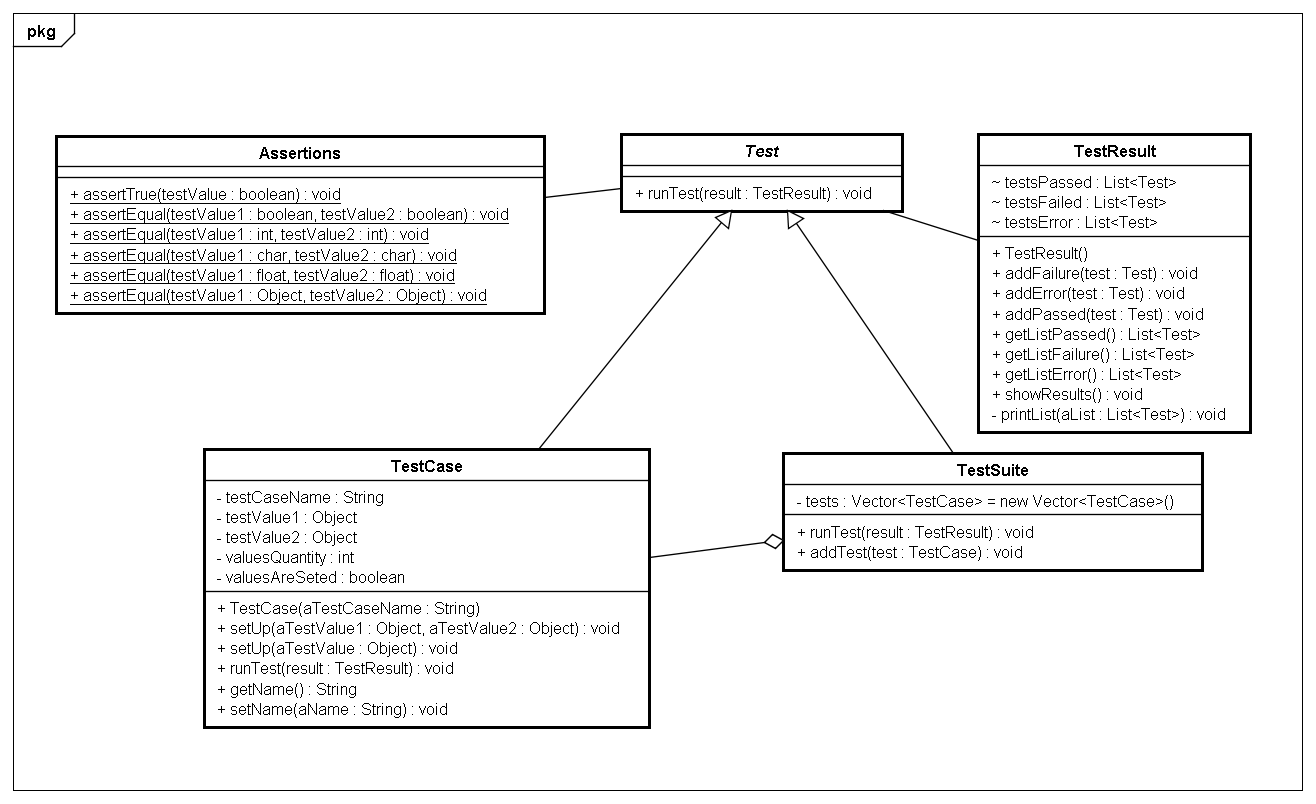 pkg
Assertions
+ assertTrue(testValue : boolean) : void
+ assertEqual(testValue1 : boolean, testValue2 : boolean) : void
+ assertEqual(testValue1 : int, testValue2 : int) : void
+ assertEqual(testValue1 : char, testValue2 : char) : void
+ assertEqual(testValue1 : float, testValue2 : float) : void
+ assertEqual(testValue1 : Object, testValue2 : Object) : void
Test
+ runTest(result : TestResult) : void
TestResult
~ testsPassed : List<Test>
~ testsFailed : List<Test>
~ testsError : List<Test>
+ TestResult()
+ addFailure(test : Test) : void
+ addError(test : Test) : void
+ addPassed(test : Test) : void
+ getListPassed() : List<Test>
+ getListFailure() : List<Test>
+ getListError() : List<Test>
+ showResults() : void
- printList(aList : List<Test>) : void
TestCase
- testCaseName : String
- testValue1 : Object
- testValue2 : Object
- valuesQuantity : int
- valuesAreSeted : boolean
+ TestCase(aTestCaseName : String)
+ setUp(aTestValue1 : Object, aTestValue2 : Object) : void
+ setUp(aTestValue : Object) : void
+ runTest(result : TestResult) : void
+ getName() : String
+ setName(aName : String) : void
TestSuite
- tests : Vector<TestCase> = new Vector<TestCase>()
+ runTest(result : TestResult) : void
+ addTest(test : TestCase) : void